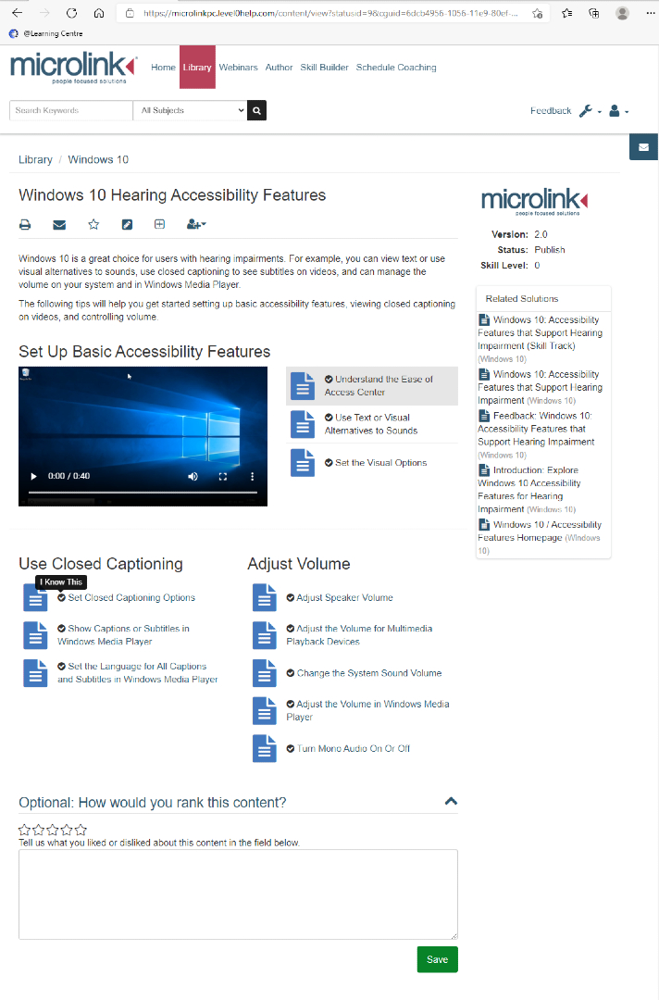 https://microlinkpc.level0help.com/content/view?statusid=9&cguid=6dcb4956-1056-11e9-80ef-...
@Learning Centre
microlink
people focused solutions
Home Library Webinars Author Skill Builder Schedule Coaching
Search Keywords All Subjects
Feedback
Library / Windows 10
Windows 10 Hearing Accessibility Features
Windows 10 is a great choice for users with hearing impairments. For example, you can view text or use
visual alternatives to sounds, use closed captioning to see subtitles on videos, and can manage the
volume on your system and in Windows Media Player.
The following tips will help you get started setting up basic accessibility features, viewing closed captioning
on videos, and controlling volume.
Set Up Basic Accessibility Features
0:00 / 0:40
Understand the Ease of
Access Center
Use Text or Visual
Alternatives to Sounds
Set the Visual Options
Use Closed Captioning
I Know This
Set Closed Captioning Options
Show Captions or Subtitles in
Windows Media Player
Set the Language for All Captions
and Subtitles in Windows Media Player
Adjust Volume
Adjust Speaker Volume
Adjust the Volume for Multimedia
Playback Devices
Change the System Sound Volume
Adjust the Volume in Windows Media
Player
Turn Mono Audio On Or Off
Optional: How would you rank this content?
Tell us what you liked or disliked about this content in the field below.
Save
microlink
people focused solutions
Version: 2.0
Status: Publish
Skill Level: 0
Related Solutions
Windows 10: Accessibility
Features that Support Hearing
Impairment (Skill Track)
(Windows 10)
Windows 10: Accessibility
Features that Support Hearing
Impairment (Windows 10)
Feedback: Windows 10:
Accessibility Features that
Support Hearing Impairment
(Windows 10)
Introduction: Explore
Windows 10 Accessibility
Features for Hearing
Impairment (Windows 10)
Windows 10 / Accessibility
Features Homepage (Windows
10)